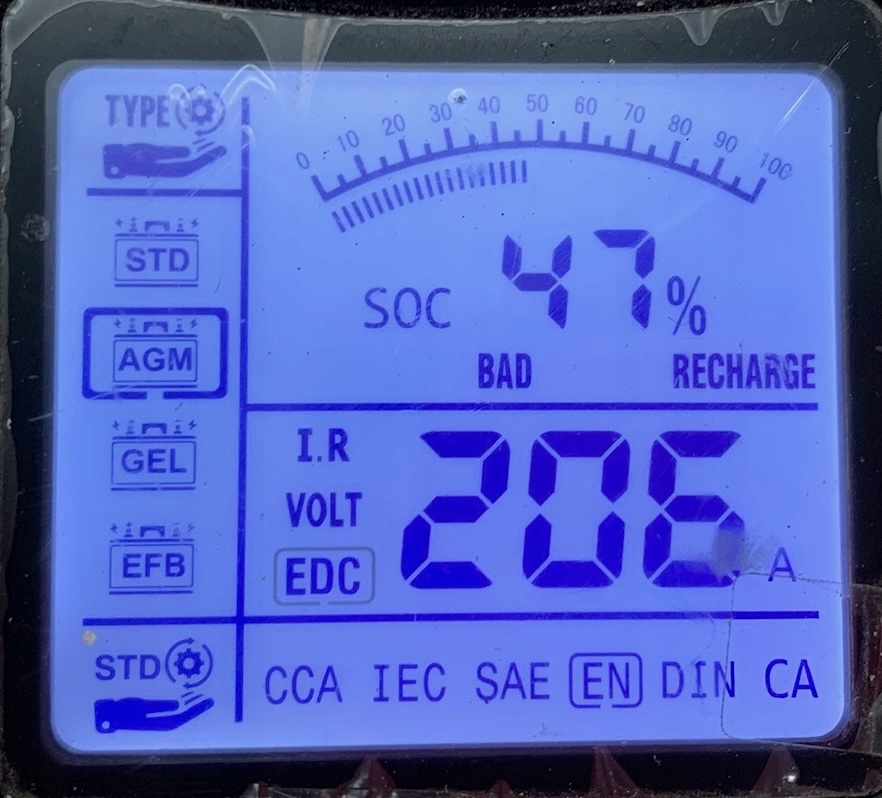 TYPE
0 10 20 30 40 50 60 70 80 90 100
STD
SOC 47%
AGM
BAD RECHARGE
GEL
I.R
VOLT
EFB
EDC 206 A
STD
CCA IEC SAE EN DIN CA